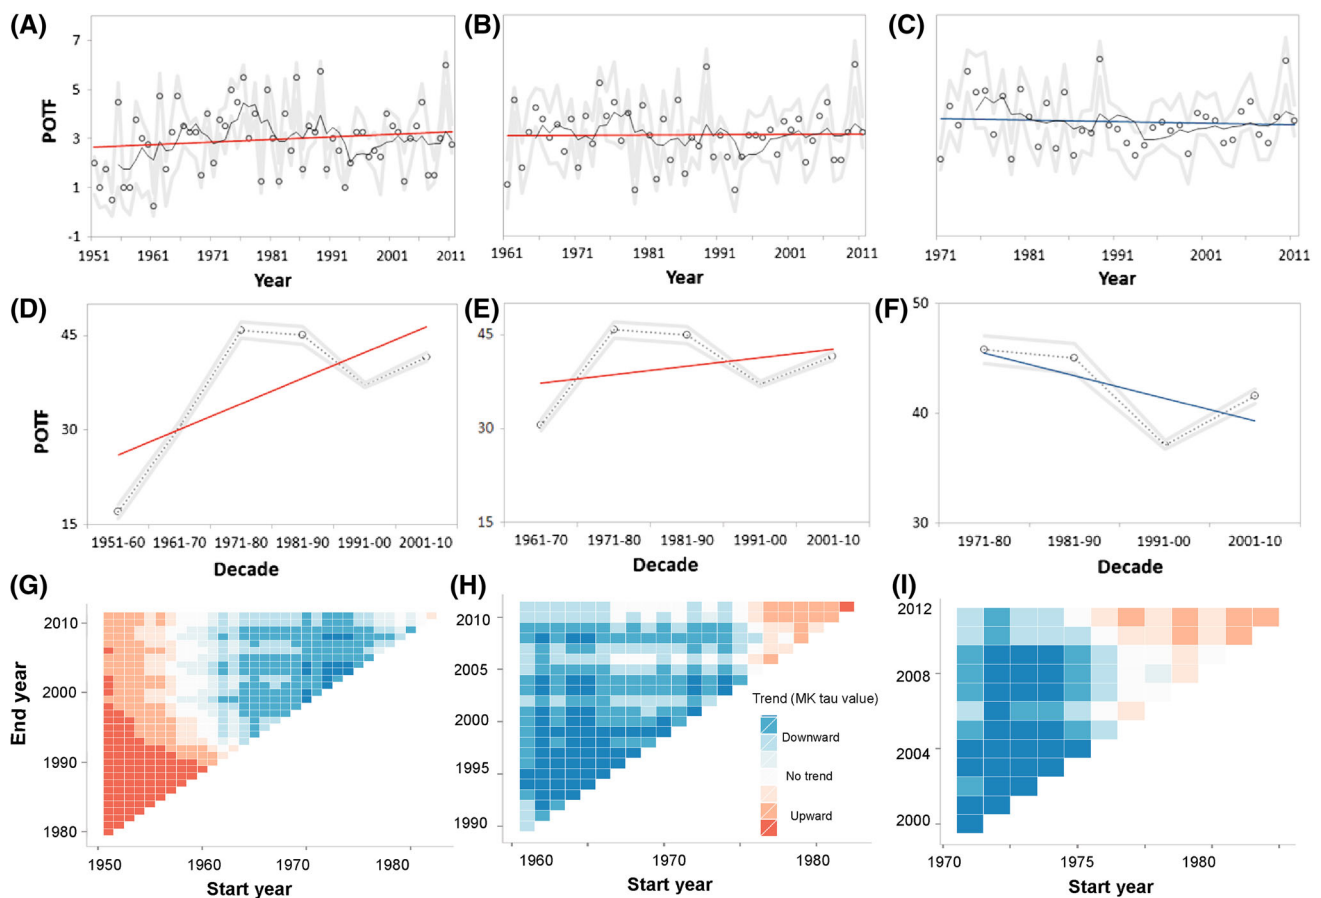 (A)
(B)
(C)
7
5
3
1
-1
POTF
1951 1961 1971 1981 1991 2001 2011
Year
1961 1971 1981 1991 2001 2011
Year
1971 1981 1991 2001 2011
Year
(D)
(E)
(F)
45
30
15
POTF
1951-60 1961-70 1971-80 1981-90 1991-00 2001-10
Decade
45
30
15
1961-70 1971-80 1981-90 1991-00 2001-10
Decade
50
40
30
1971-80 1981-90 1991-00 2001-10
Decade
(G)
(H)
(I)
2010
2000
1990
1980
End year
1950 1960 1970 1980
Start year
2010
2005
2000
1995
1990
1960 1970 1980
Start year
Trend (MK tau value)
Downward
No trend
Upward
2012
2008
2004
2000
1970 1975 1980
Start year